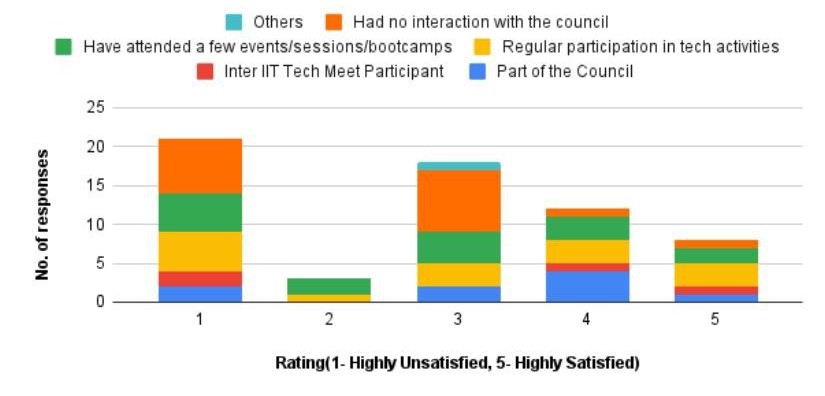 Others Had no interaction with the council
Have attended a few events/sessions/bootcamps Regular participation in tech activities
Inter IIT Tech Meet Participant Part of the Council
25
20
15
10
5
0
No. of responses
1 2 3 4 5
Rating(1- Highly Unsatisfied, 5- Highly Satisfied)